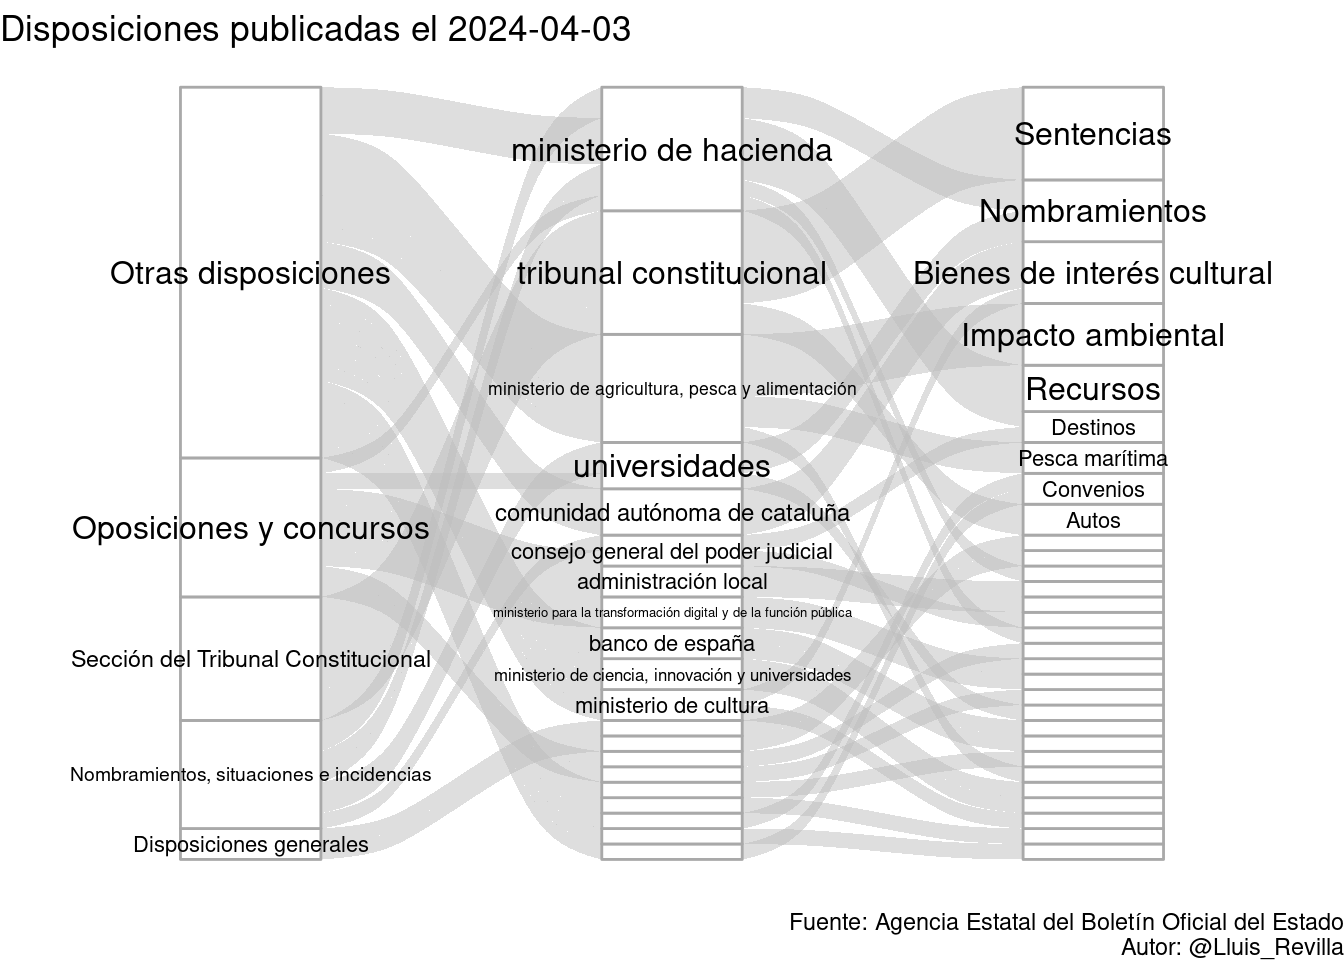 Disposiciones publicadas el 2024-04-03
Otras disposiciones
Oposiciones y concursos
Sección del Tribunal Constitucional
Nombramientos, situaciones e incidencias
Disposiciones generales
ministerio de hacienda
tribunal constitucional
ministerio de agricultura, pesca y alimentación
universidades
comunidad autónoma de cataluña
consejo general del poder judicial
administración local
ministerio para la transformación digital y de la función pública
banco de españa
ministerio de ciencia, innovación y universidades
ministerio de cultura
Sentencias
Nombramientos
Bienes de interés cultural
Impacto ambiental
Recursos
Destinos
Pesca marítima
Convenios
Autos
Fuente: Agencia Estatal del Boletín Oficial del Estado
Autor: @Lluis_Revilla